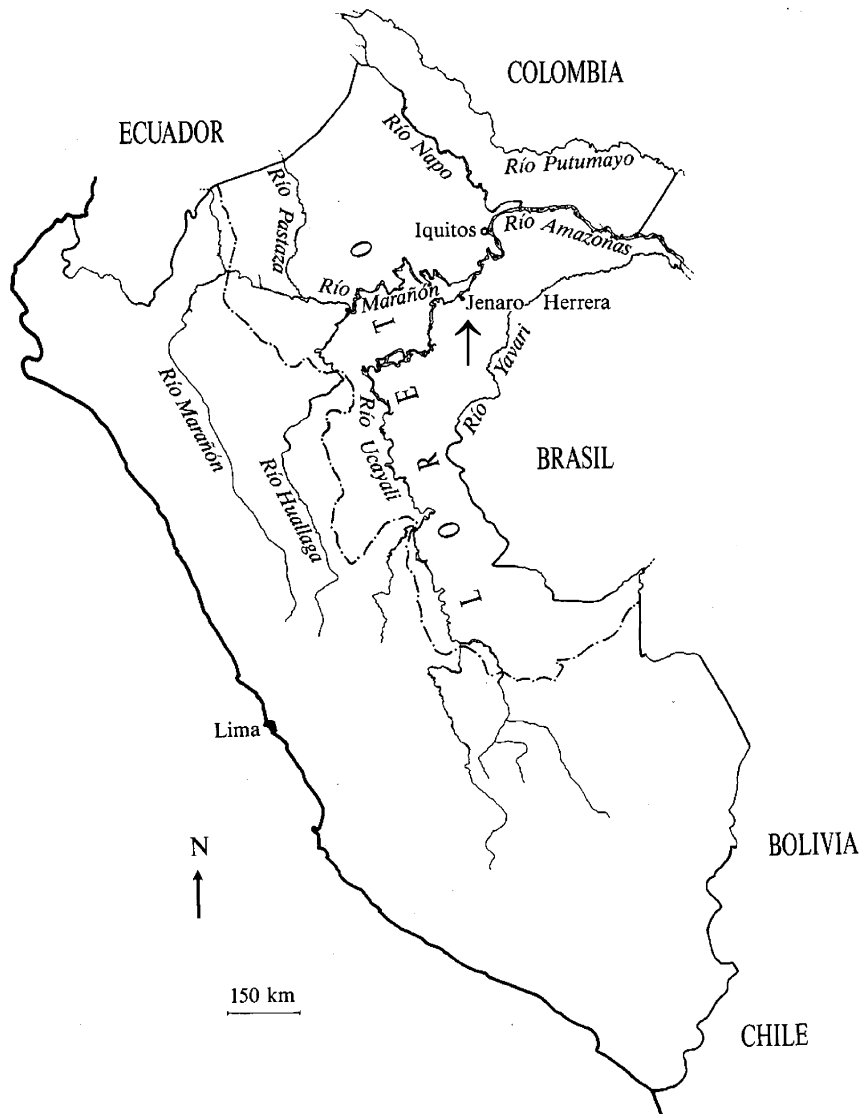 COLOMBIA
ECUADOR
Río Napo
Río Putumayo
Río Pastaza
Iquitos
Río Amazonas
Río Marañón
Jenaro Herrera
Río Yavari
Río Marañón
Río Huallaga
Río Ucayali
BRASIL
LORETO
Lima
N
BOLIVIA
150 km
CHILE